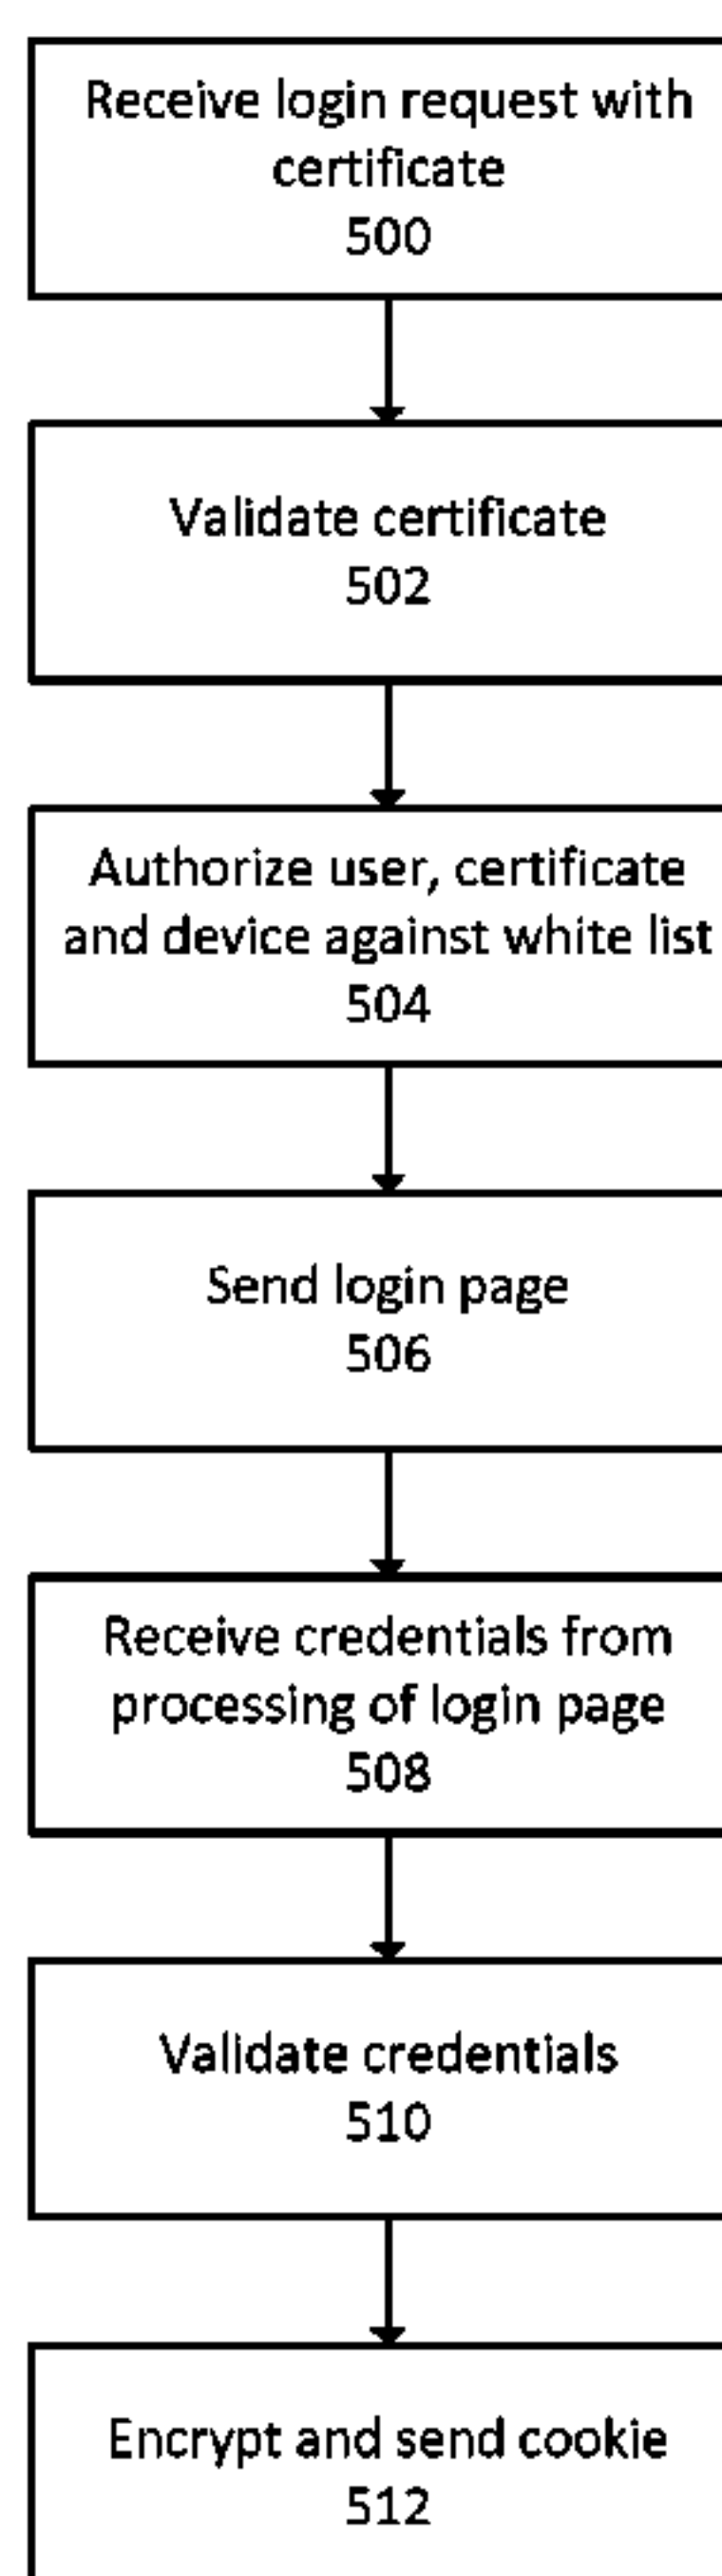 Receive login request with
certificate
500
Validate certificate
502
Authorize user, certificate
and device against white list
504
Send login page
506
Receive credentials from
processing of login page
508
Validate credentials
510
Encrypt and send cookie
512